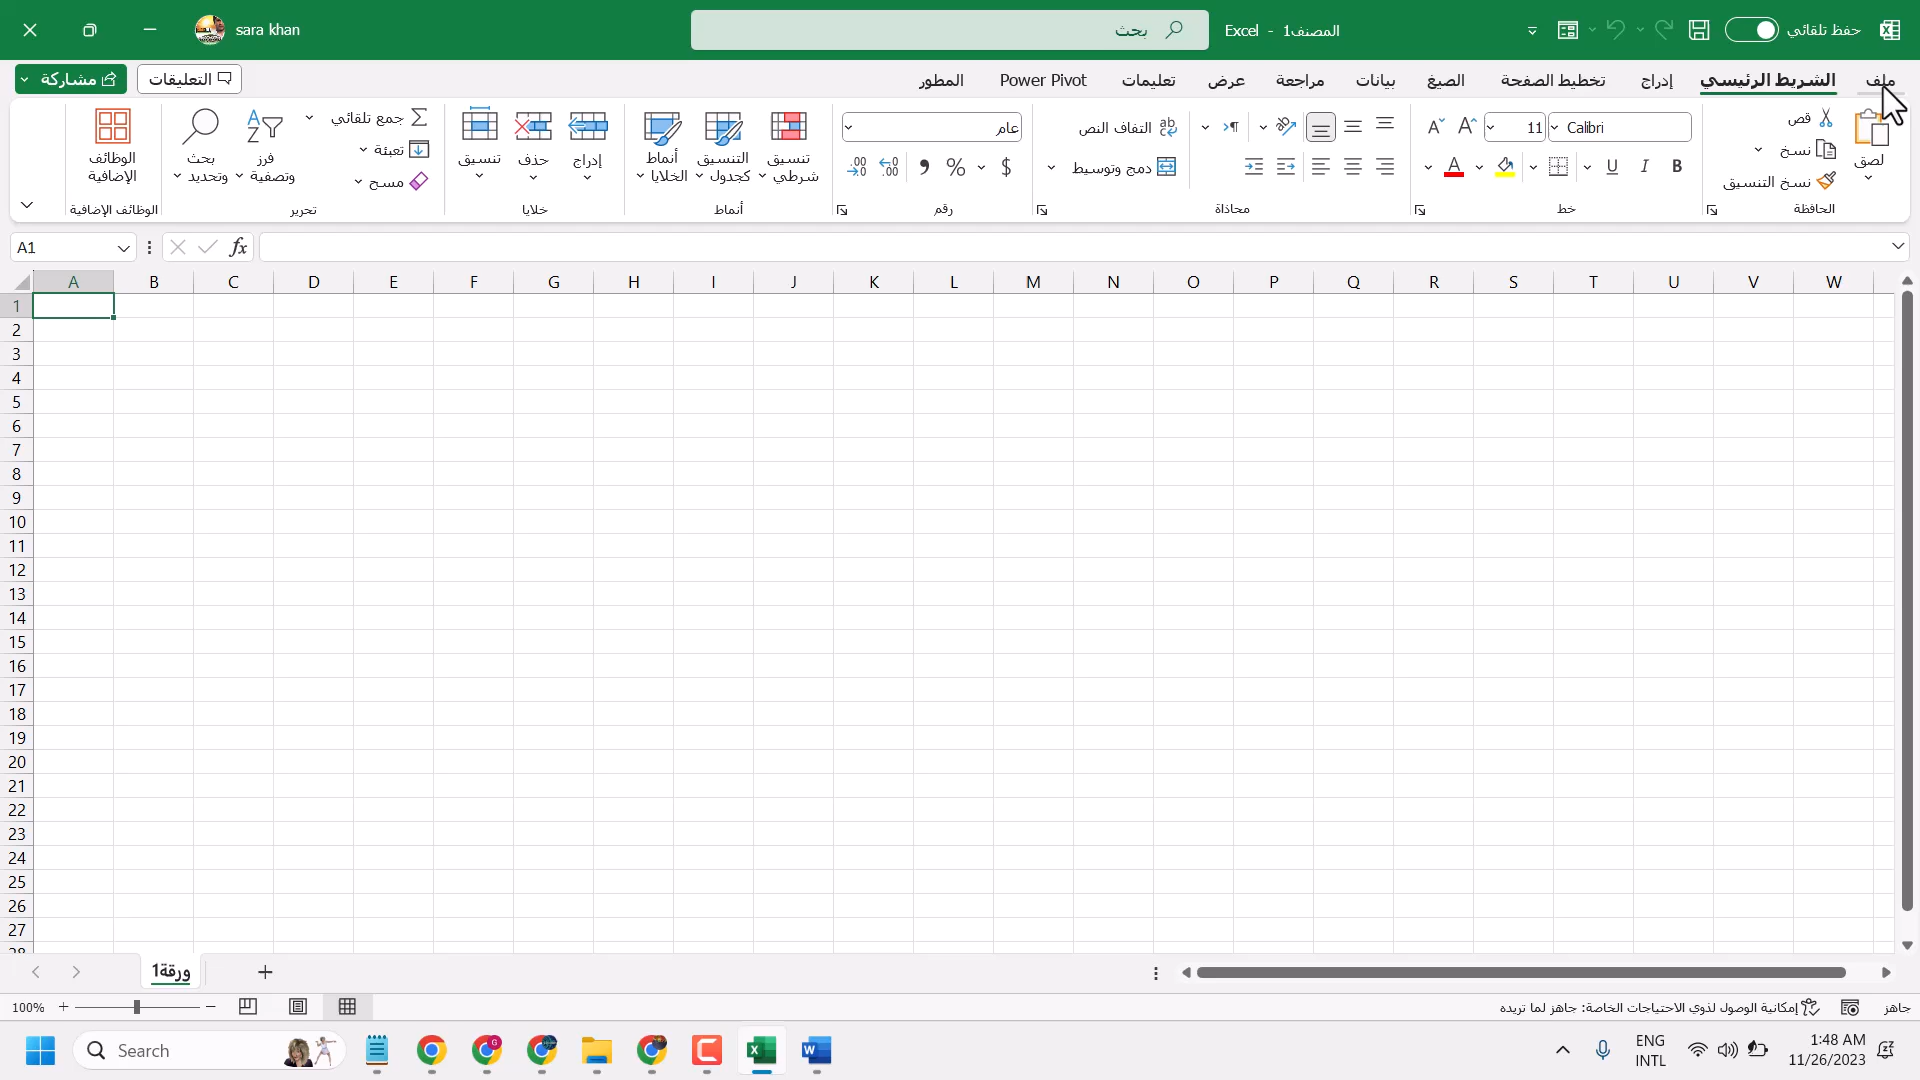 حفظ تلقائي
المصنف1 - Excel
بحث
sara khan
ملف
الشريط الرئيسي
إدراج
تخطيط الصفحة
الصيغ
بيانات
مراجعة
عرض
تعليمات
Power Pivot
المطور
التعليقات
مشاركة
لصق
قص
نسخ
نسخ التنسيق
الحافظة
Calibri
11
B I U
خط
التفاف النص
دمج وتوسيط
محاذاة
عام
$ %
رقم
تنسيق شرطي
التنسيق كجدول
أنماط الخلايا
أنماط
إدراج
حذف
تنسيق
خلايا
جمع تلقائي
تعبئة
مسح
فرز وتصفية
بحث وتحديد
تحرير
الوظائف الإضافية
الوظائف الإضافية
A1
fx
A B C D E F G H I J K L M N O P Q R S T U V W
1
2
3
4
5
6
7
8
9
10
11
12
13
14
15
16
17
18
19
20
21
22
23
24
25
26
27
28
ورقة1
جاهز
إمكانية الوصول لذوي الاحتياجات الخاصة: جاهز لما تريده
100%
Search
ENG
INTL
1:48 AM
11/26/2023